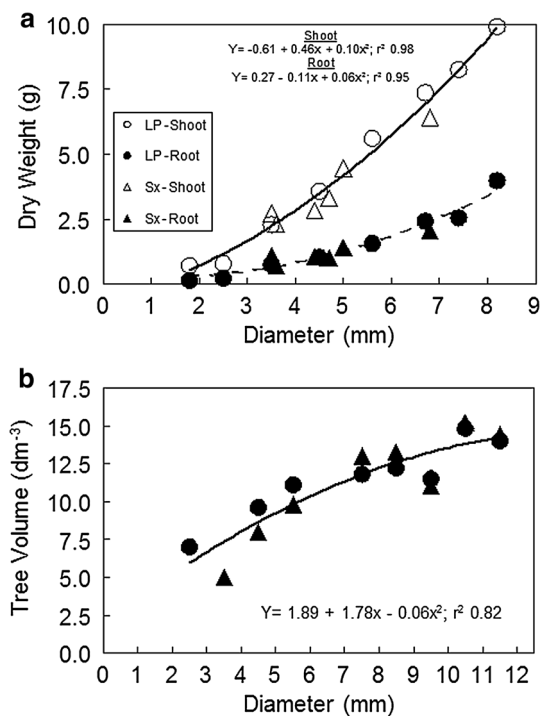 a
Shoot
Y= -0.61 + 0.46x + 0.10x²; r² 0.98
Root
Y= 0.27 - 0.11x + 0.06x²; r² 0.95
LP-Shoot
LP-Root
Sx-Shoot
Sx-Root
Dry Weight (g)
10.0
7.5
5.0
2.5
0.0
0 1 2 3 4 5 6 7 8 9
Diameter (mm)
b
Tree Volume (dm⁻³)
17.5
15.0
12.5
10.0
7.5
5.0
2.5
0.0
Y= 1.89 + 1.78x - 0.06x²; r² 0.82
0 1 2 3 4 5 6 7 8 9 10 11 12
Diameter (mm)